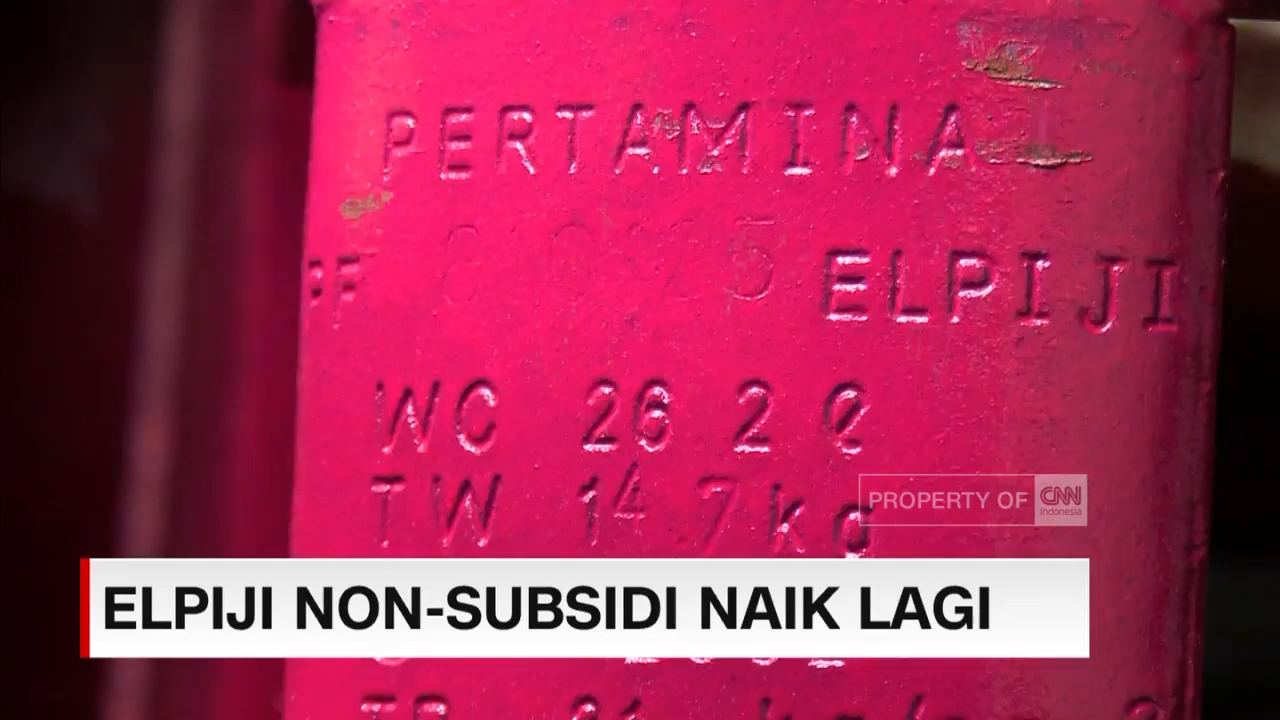 PERTAMINA
ELPIJI
WC 26 2 ℓ
TW 14 7 kg
PROPERTY OF CNN Indonesia
ELPIJI NON-SUBSIDI NAIK LAGI